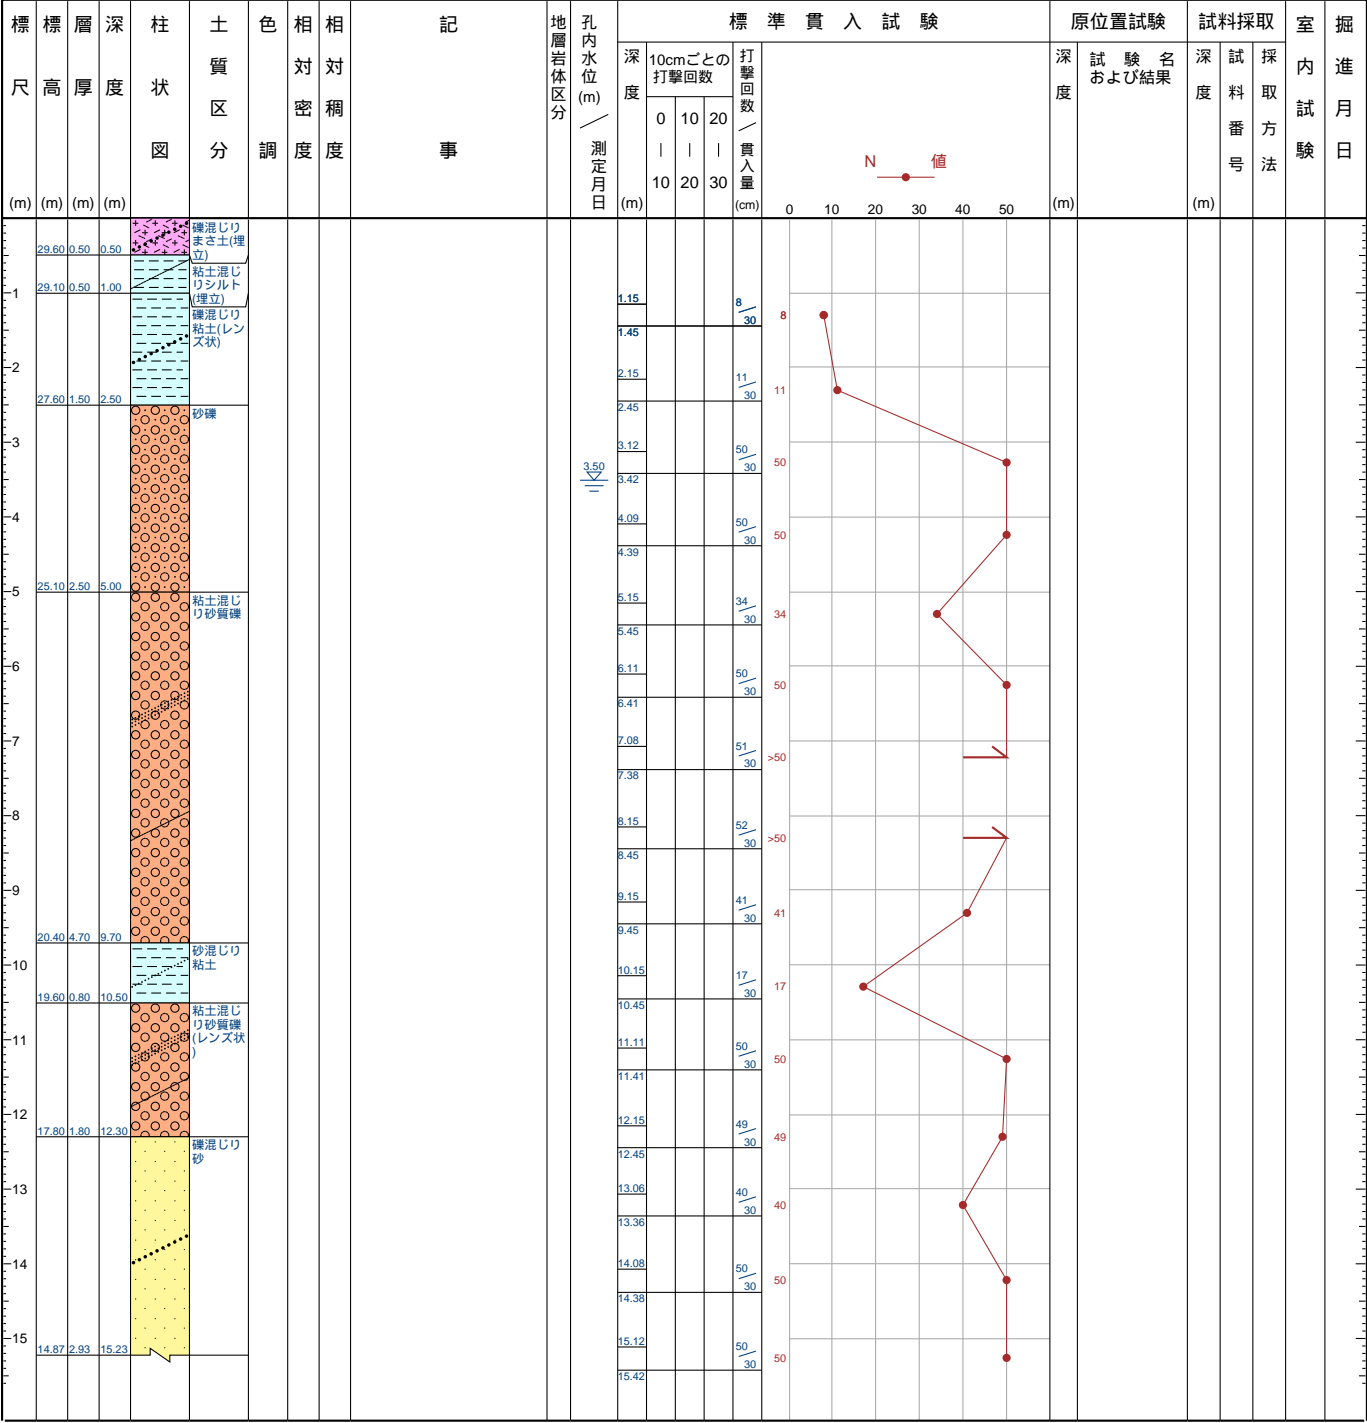 標尺 (m)
標高 (m)
層厚 (m)
深度 (m)
柱状図
土質区分
色調
相対密度
相対稠度
記事
地層岩体区分
孔内水位(m)／測定月日
標準貫入試験
深度 (m)
10cmごとの
打撃回数
0 10 20
| | |
10 20 30
打撃回数／貫入量 (cm)
N 値
0 10 20 30 40 50
原位置試験
深度 (m)
試験名
および結果
試料採取
深度 (m)
試料番号
採取方法
室内試験
掘進月日
29.60 0.50 0.50
礫混じり
まさ土(埋
立)
29.10 0.50 1.00
粘土混じ
りシルト
(埋立)
27.60 1.50 2.50
礫混じり
粘土(レン
ズ状)
25.10 2.50 5.00
砂礫
20.40 4.70 9.70
粘土混じ
り砂質礫
19.60 0.80 10.50
砂混じり
粘土
17.80 1.80 12.30
粘土混じ
り砂質礫
(レンズ状
)
14.87 2.93 15.23
礫混じり
砂
1
2
3
4
5
6
7
8
9
10
11
12
13
14
15
3.50
1.15 8
1.45 30
8
2.15 11
2.45 30
11
3.12 50
3.42 30
50
4.09 50
4.39 30
50
5.15 34
5.45 30
34
6.11 50
6.41 30
50
7.08 51
7.38 30
>50
8.15 52
8.45 30
>50
9.15 41
9.45 30
41
10.15 17
10.45 30
17
11.11 50
11.41 30
50
12.15 49
12.45 30
49
13.06 40
13.36 30
40
14.08 50
14.38 30
50
15.12 50
15.42 30
50